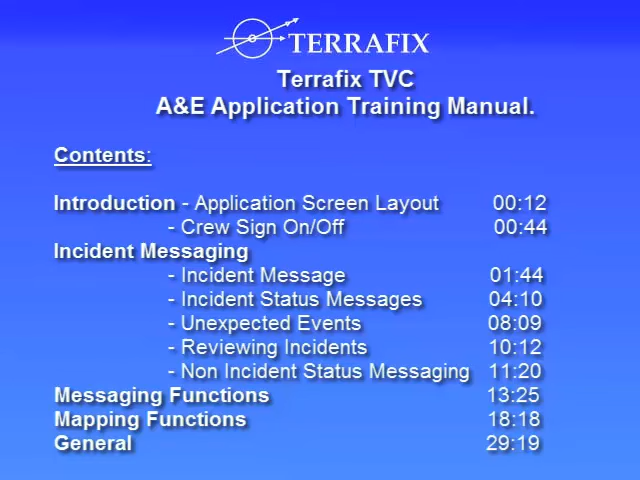 TERRAFIX
Terrafix TVC
A&E Application Training Manual.
Contents:
Introduction - Application Screen Layout 00:12
- Crew Sign On/Off 00:44
Incident Messaging
- Incident Message 01:44
- Incident Status Messages 04:10
- Unexpected Events 08:09
- Reviewing Incidents 10:12
- Non Incident Status Messaging 11:20
Messaging Functions 13:25
Mapping Functions 18:18
General 29:19